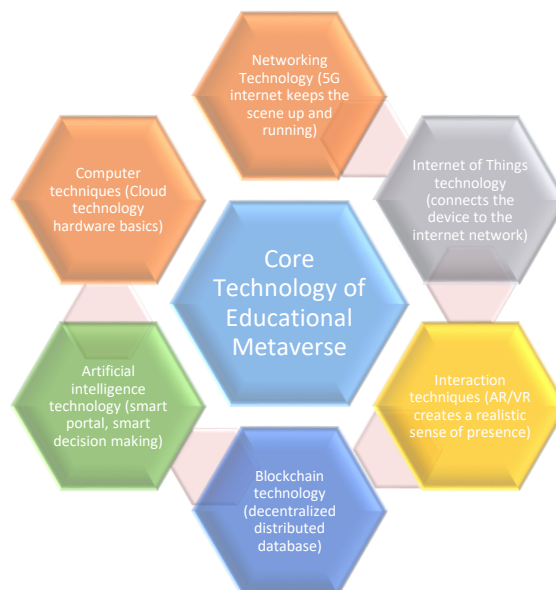 Networking
Technology (5G
internet keeps the
scene up and
running)
Internet of Things
technology
(connects the
device to the
internet network)
Computer
techniques (Cloud
technology
hardware basics)
Core
Technology of
Educational
Metaverse
Interaction
techniques (AR/VR
creates a realistic
sense of presence)
Artificial
intelligence
technology (smart
portal, smart
decision making)
Blockchain
technology
(decentralized
distributed
database)